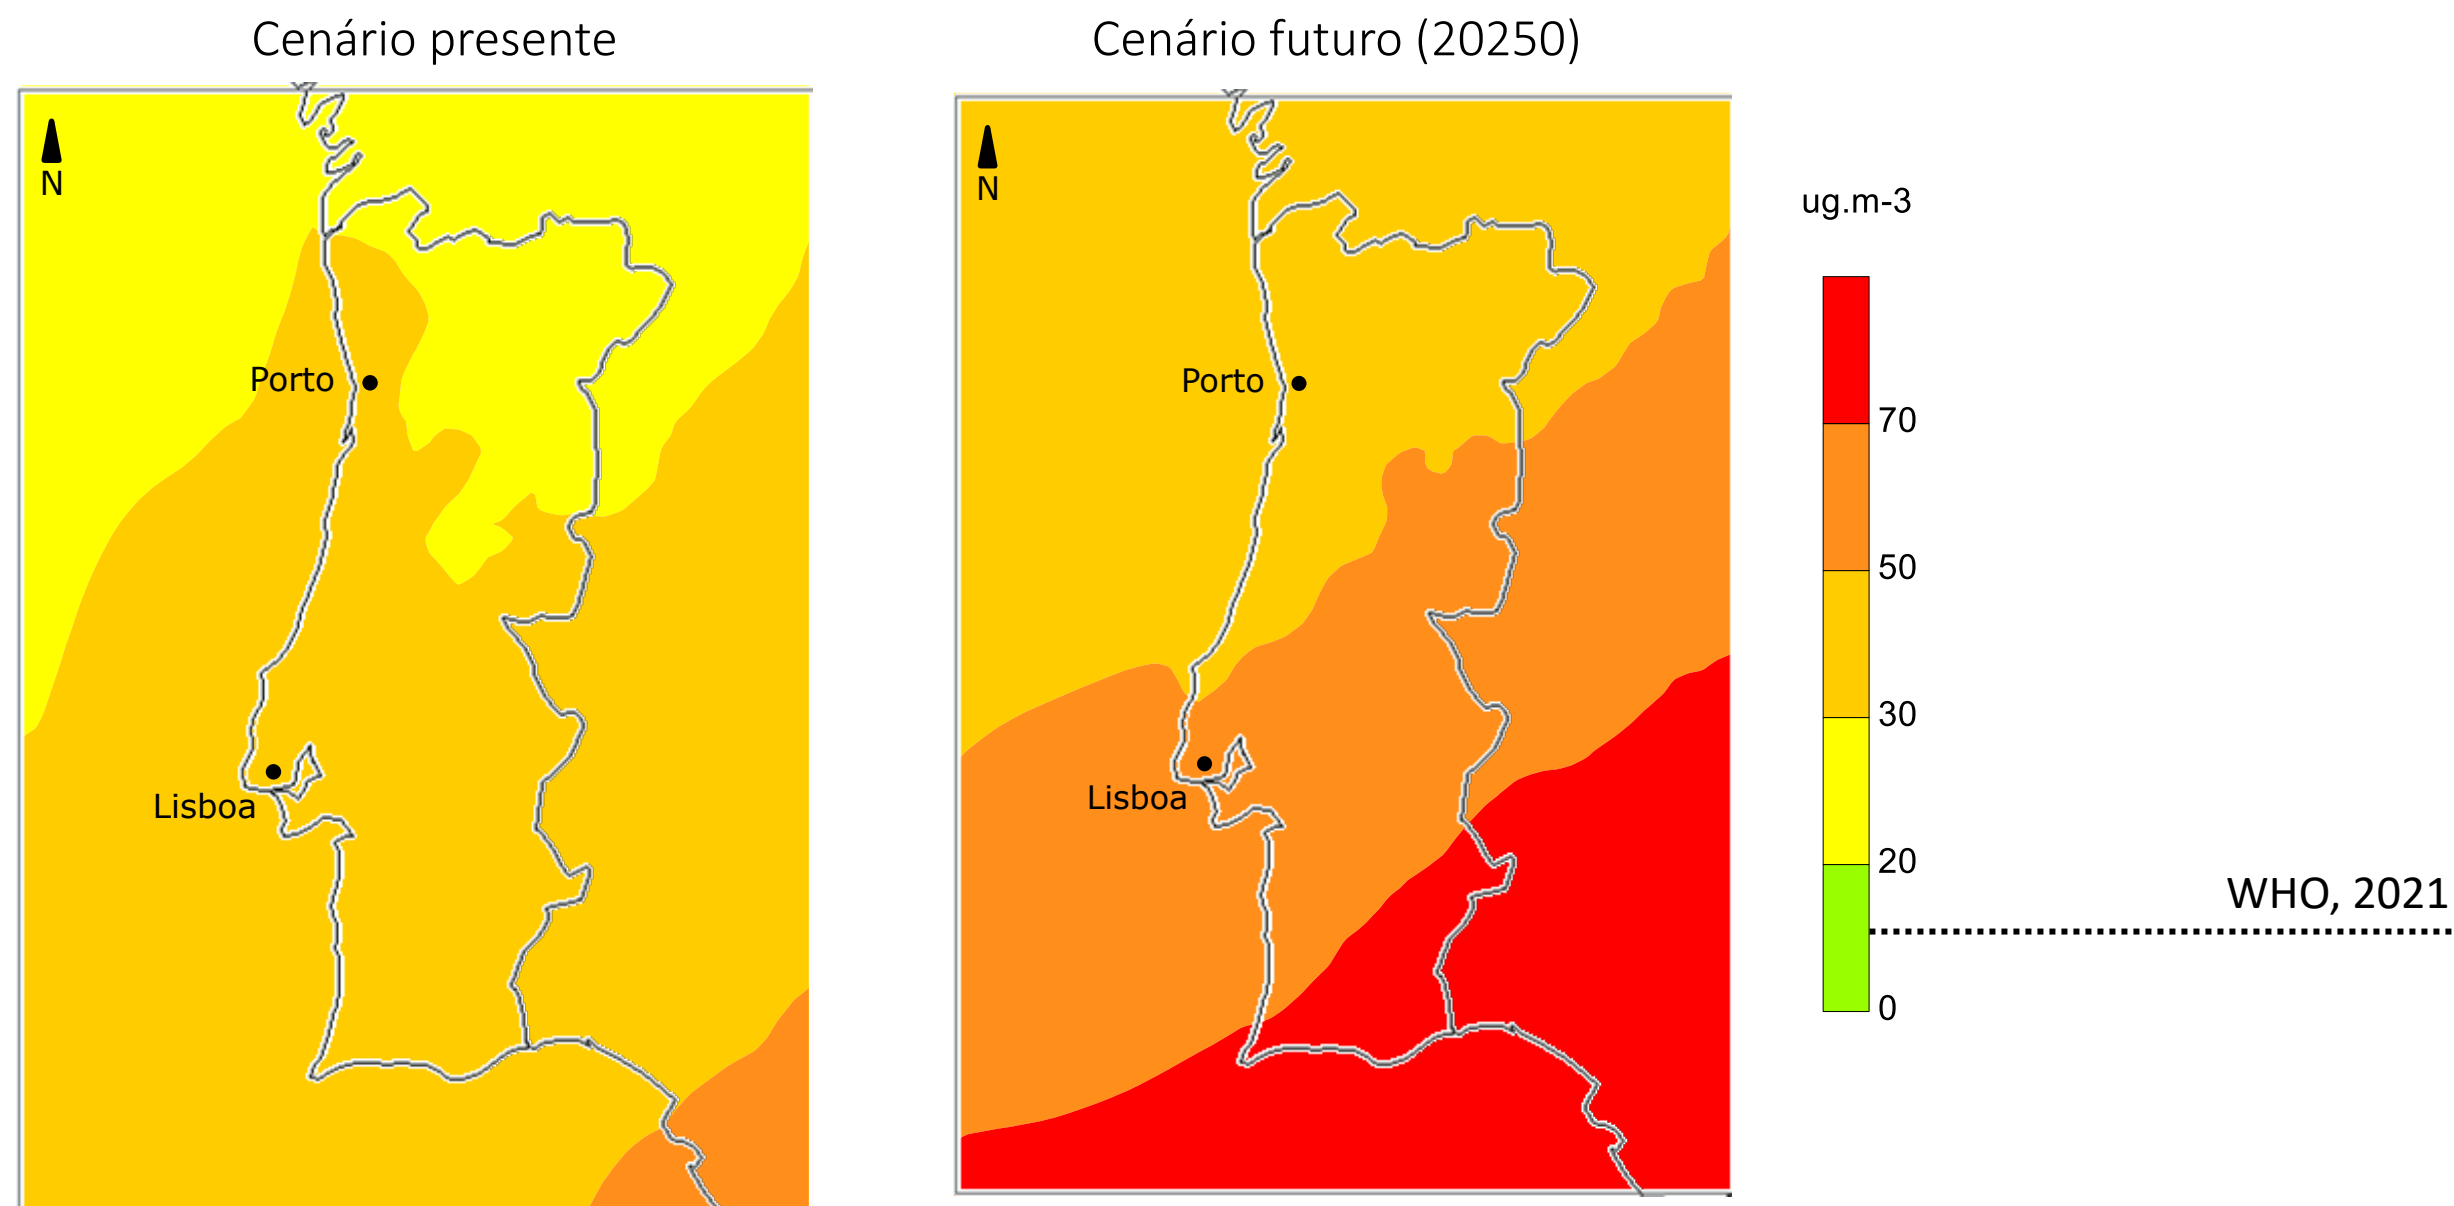 Cenário presente
Cenário futuro (20250)
N
Porto
Lisboa
N
Porto
Lisboa
ug.m-3
70
50
30
20
0
WHO, 2021